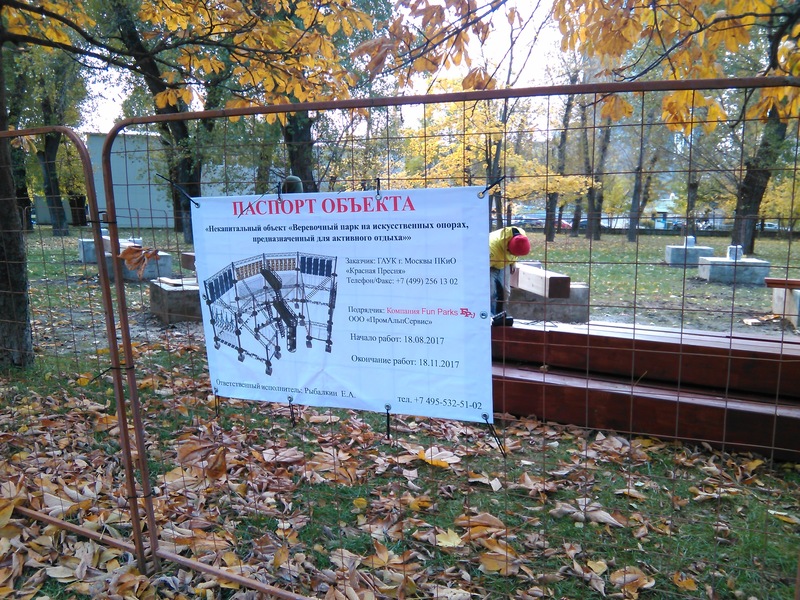 ПАСПОРТ ОБЪЕКТА
«Некапитальный объект «Веревочный парк на искусственных опорах,
предназначенный для активного отдыха»»
Заказчик: ГАУК г. Москвы ПКиО
«Красная Пресня»
Телефон/Факс: +7 (499) 256 13 02
Подрядчик: Компания Fun Parks
ООО «ПромАльпСервис»
Начало работ: 18.08.2017
Окончание работ: 18.11.2017
Ответственный исполнитель: Рыбалкин Е.А.
тел. +7 495-532-51-02